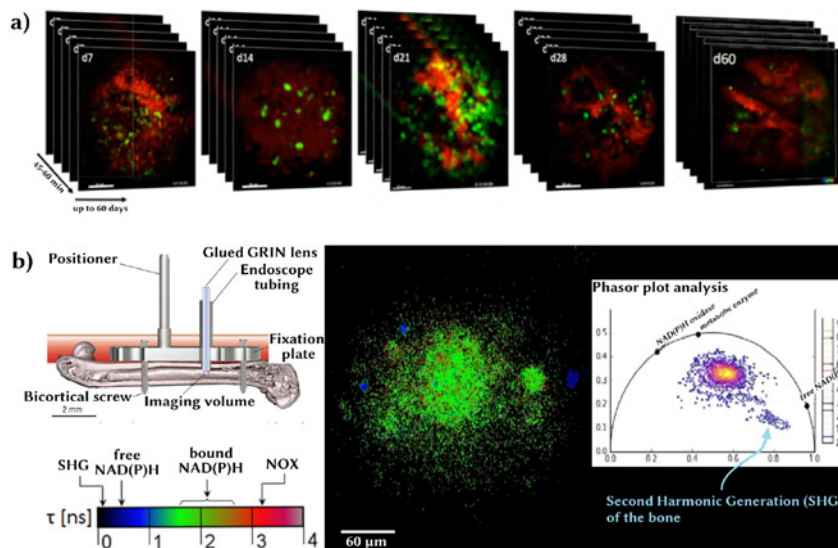 a)
d7
d14
d21
d28
d60
45-60 min
up to 60 days
b)
Positioner
Glued GRIN lens
Endoscope
tubing
Fixation
plate
Bicortical screw
Imaging volume
2 mm
SHG
free
NAD(P)H
bound
NAD(P)H
NOX
τ [ns]
0 1 2 3 4
60 µm
Phasor plot analysis
NAD(P)H oxidase
metabolic enzyme
free NAD(P)
0.5
0.4
0.3
0.2
0.1
0.0
0.0 0.2 0.4 0.6 0.8 1.0
Second Harmonic Generation (SHG
of the bone